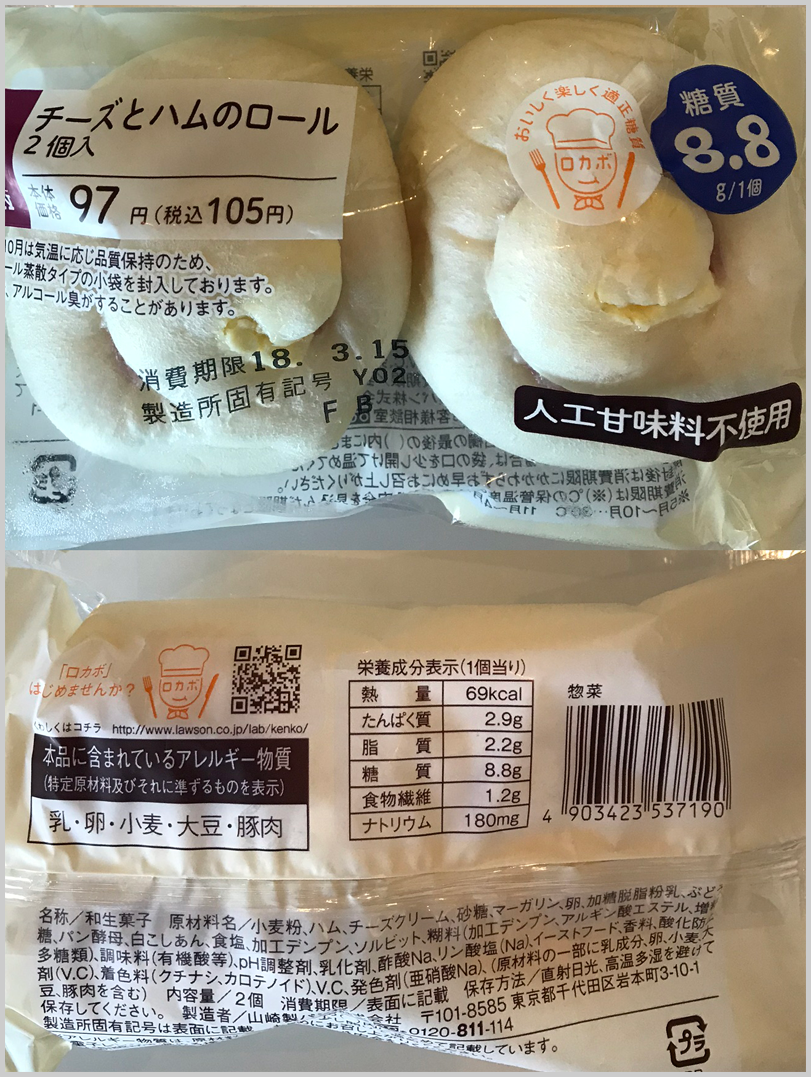 チーズとハムのロール
2個入
本体価格 97円(税込105円)
おいしく楽しく適正糖質
ロカボ
糖質
8.8
g/1個
10月は気温に応じ品質保持のため、
ール蒸散タイプの小袋を封入しております。
、アルコール臭がすることがあります。
消費期限18. 3.15
製造所固有記号 Y02
F B
人工甘味料不使用
「ロカボ」
はじめませんか?
ロカボ
くわしくはコチラ http://www.lawson.co.jp/lab/kenko/
本品に含まれているアレルギー物質
(特定原材料及びそれに準ずるものを表示)
乳・卵・小麦・大豆・豚肉
栄養成分表示(1個当り)
熱量 69kcal
たんぱく質 2.9g
脂質 2.2g
糖質 8.8g
食物繊維 1.2g
ナトリウム 180mg
惣菜
4 903423 537190
名称/和生菓子 原材料名/小麦粉、ハム、チーズクリーム、砂糖、マーガリン、卵、加糖脱脂粉乳、ぶど
糖、パン酵母、白こしあん、食塩、加工デンプン、ソルビット、糊料(加工デンプン、アルギン酸エステル、増
多糖類)、調味料(有機酸等)、pH調整剤、乳化剤、酢酸Na、リン酸塩(Na)、イーストフード、香料、酸化防
剤(V.C)、着色料(クチナシ、カロテノイド)、V.C、発色剤(亜硝酸Na)、(原材料の一部に乳成分、卵、小麦、大
豆、豚肉を含む) 内容量/2個 消費期限/表面に記載 保存方法/直射日光、高温多湿を避けて
保存してください。 製造者/山崎製パン株式会社 〒101-8585 東京都千代田区岩本町3-10-1
製造所固有記号は表面に記載 0120-811-114
記載しています。
プラ